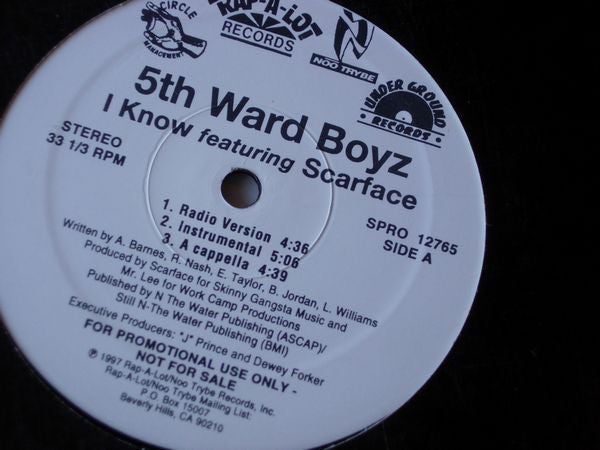 CIRCLE
MANAGEMENT
RAP-A-LOT
RECORDS
NOO TRYBE
UNDER GROUND
RECORDS
5th Ward Boyz
I Know featuring Scarface
STEREO
33 1/3 RPM
SPRO 12765
SIDE A
1. Radio Version 4:36
2. Instrumental 5:06
3. A cappella 4:39
Written by A. Barnes, R. Nash, E. Taylor, B. Jordan, L. Williams
Produced by Scarface for Skinny Gangsta Music and
Mr. Lee for Work Camp Productions
Published by N The Water Publishing (ASCAP)/
Still N-The Water Publishing (BMI)
Executive Producers: "J" Prince and Dewey Forker
FOR PROMOTIONAL USE ONLY -
NOT FOR SALE
℗ 1997 Rap-A-Lot/Noo Trybe Records, Inc.
Rap-A-Lot/Noo Trybe Mailing List:
P.O. Box 15007
Beverly Hills, CA 90210